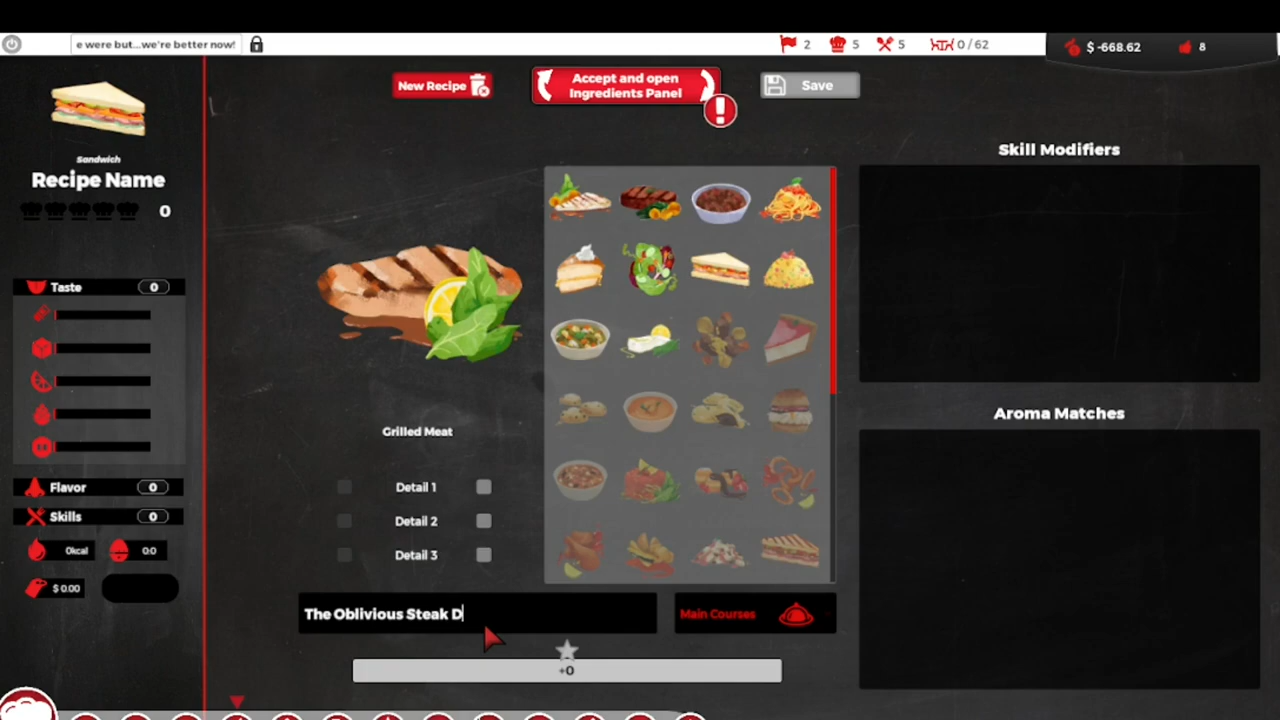 e were but...we're better now!
2
5
5
0 / 62
$ -668.62
8
New Recipe
Accept and open
Ingredients Panel
Save
Sandwich
Recipe Name
0
Skill Modifiers
Taste
0
Aroma Matches
Grilled Meat
Flavor
0
Detail 1
Skills
0
Detail 2
0kcal
0:0
Detail 3
$ 0.00
The Oblivious Steak D
Main Courses
+0